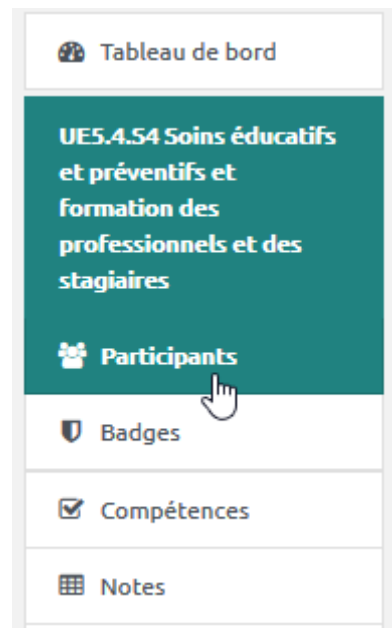 Tableau de bord
UE5.4.S4 Soins éducatifs
et préventifs et
formation des
professionnels et des
stagiaires
Participants
Badges
Compétences
Notes